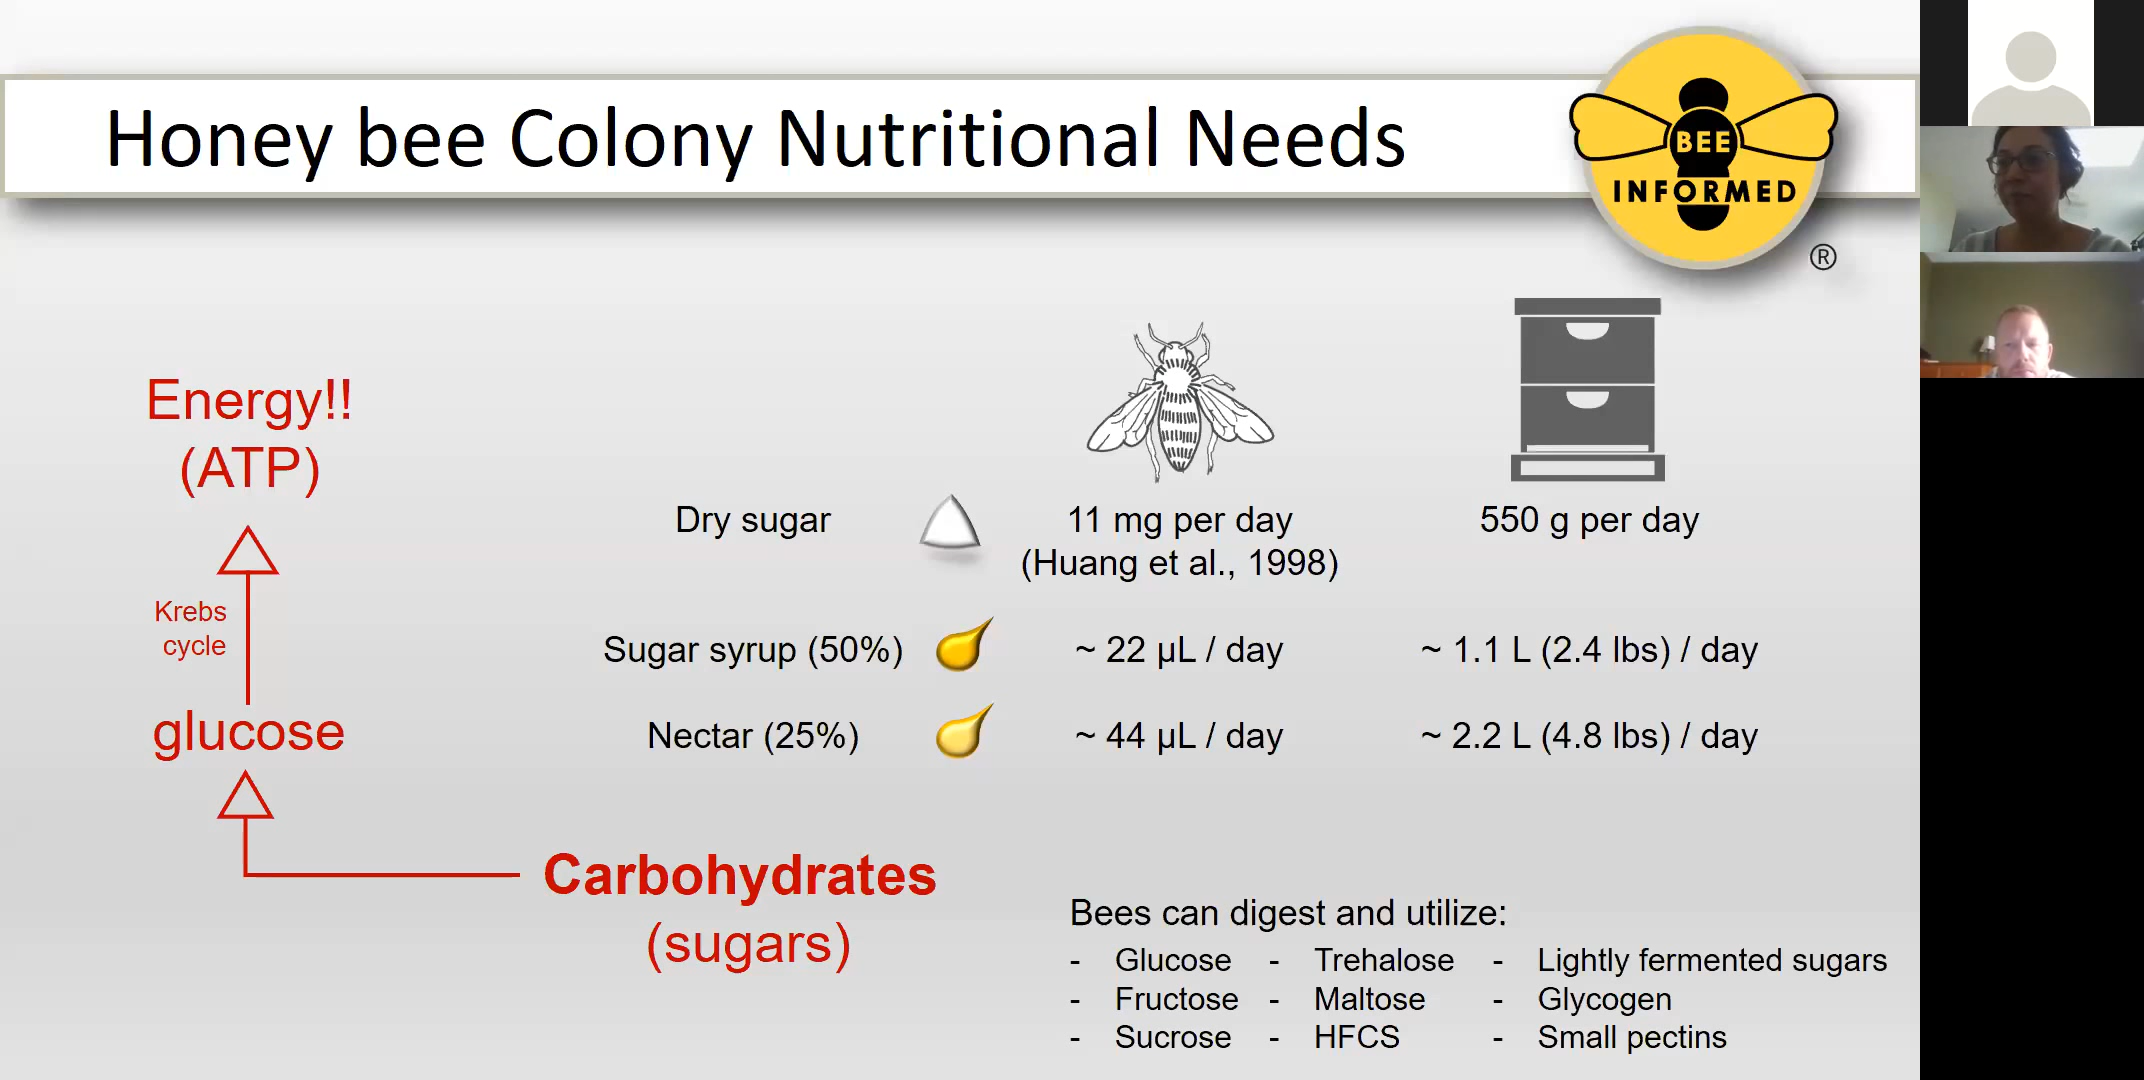 Honey bee Colony Nutritional Needs
BEE
INFORMED
®
Energy!!
(ATP)
Krebs
cycle
glucose
Carbohydrates
(sugars)
Dry sugar 11 mg per day 550 g per day
(Huang et al., 1998)
Sugar syrup (50%) ~ 22 µL / day ~ 1.1 L (2.4 lbs) / day
Nectar (25%) ~ 44 µL / day ~ 2.2 L (4.8 lbs) / day
Bees can digest and utilize:
- Glucose - Trehalose - Lightly fermented sugars
- Fructose - Maltose - Glycogen
- Sucrose - HFCS - Small pectins